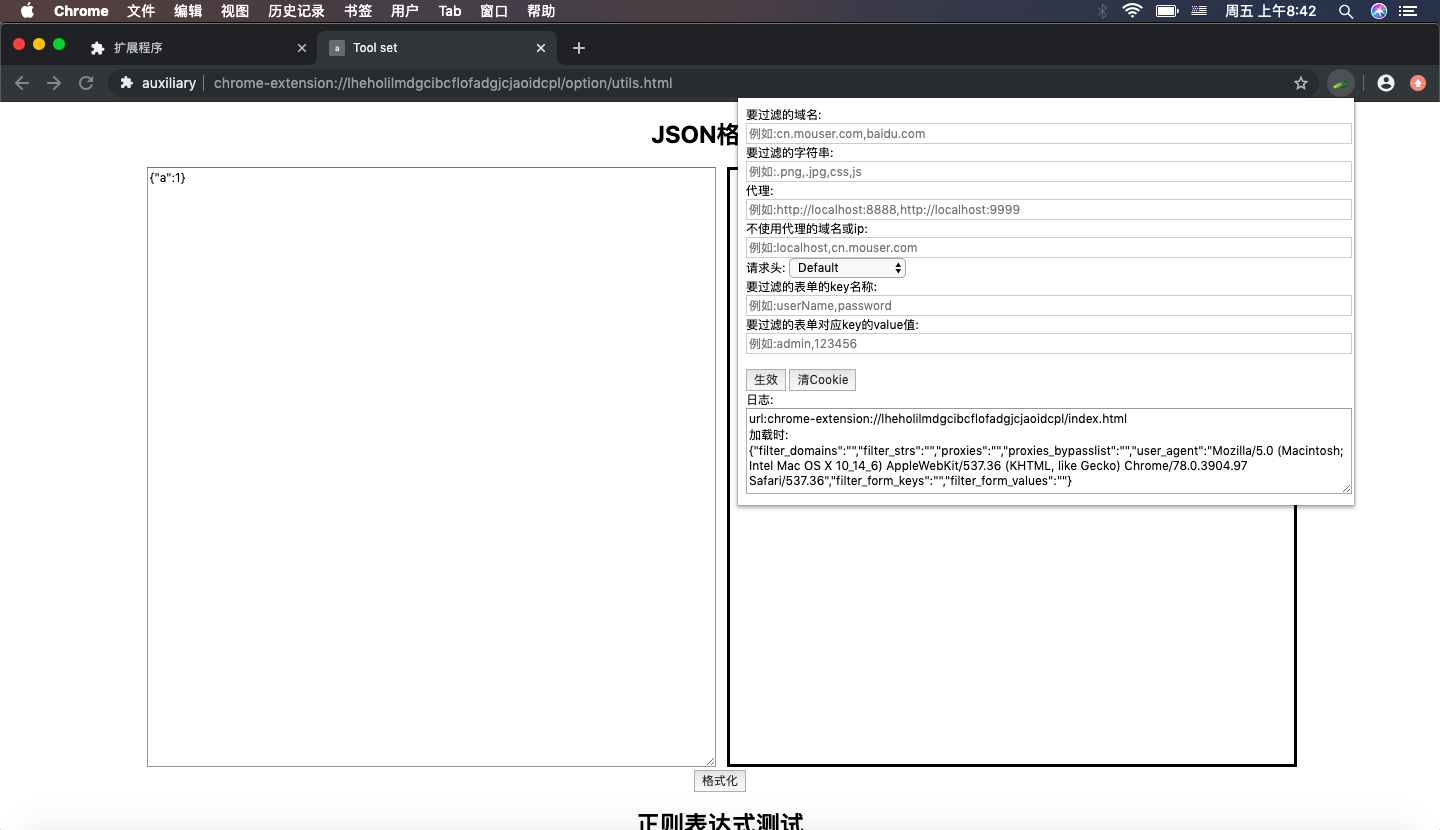 Chrome 文件 编辑 视图 历史记录 书签 用户 Tab 窗口 帮助 周五 上午8:42
扩展程序
a Tool set
auxiliary chrome-extension://lheholilmdgcibcflofadgjcjaoidcpl/option/utils.html
JSON格
{"a":1}
要过滤的域名:
例如:cn.mouser.com,baidu.com
要过滤的字符串:
例如:.png,.jpg,css,js
代理:
例如:http://localhost:8888,http://localhost:9999
不使用代理的域名或ip:
例如:localhost,cn.mouser.com
请求头: Default
要过滤的表单的key名称:
例如:userName,password
要过滤的表单对应key的value值:
例如:admin,123456
生效 清Cookie
日志:
url:chrome-extension://lheholilmdgcibcflofadgjcjaoidcpl/index.html
加载时:
{"filter_domains":"","filter_strs":"","proxies":"","proxies_bypasslist":"","user_agent":"Mozilla/5.0 (Macintosh;
Intel Mac OS X 10_14_6) AppleWebKit/537.36 (KHTML, like Gecko) Chrome/78.0.3904.97
Safari/537.36","filter_form_keys":"","filter_form_values":""}
格式化
正则表达式测试